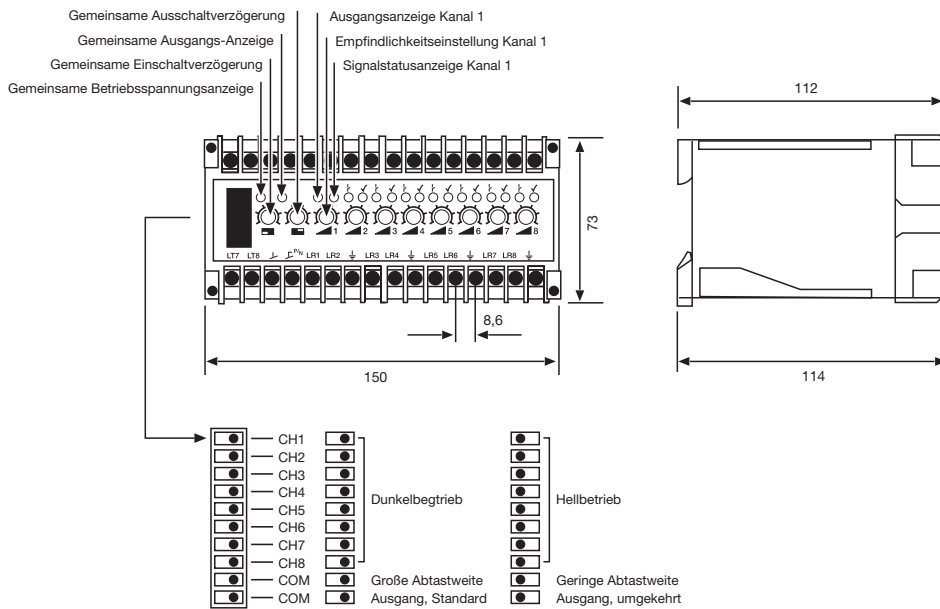 Gemeinsame Ausschaltverzögerung
Ausgangsanzeige Kanal 1
Gemeinsame Ausgangs-Anzeige
Empfindlichkeitseinstellung Kanal 1
Gemeinsame Einschaltverzögerung
Signalstatusanzeige Kanal 1
Gemeinsame Betriebsspannungsanzeige
112
73
1 2 3 4 5 6 7 8
LT7 LT8 P/N LR1 LR2 LR3 LR4 LR5 LR6 LR7 LR8
8,6
150
114
CH1
CH2
CH3
CH4
CH5
CH6
CH7
CH8
Dunkelbegtrieb
Hellbetrieb
COM Große Abtastweite Geringe Abtastweite
COM Ausgang, Standard Ausgang, umgekehrt